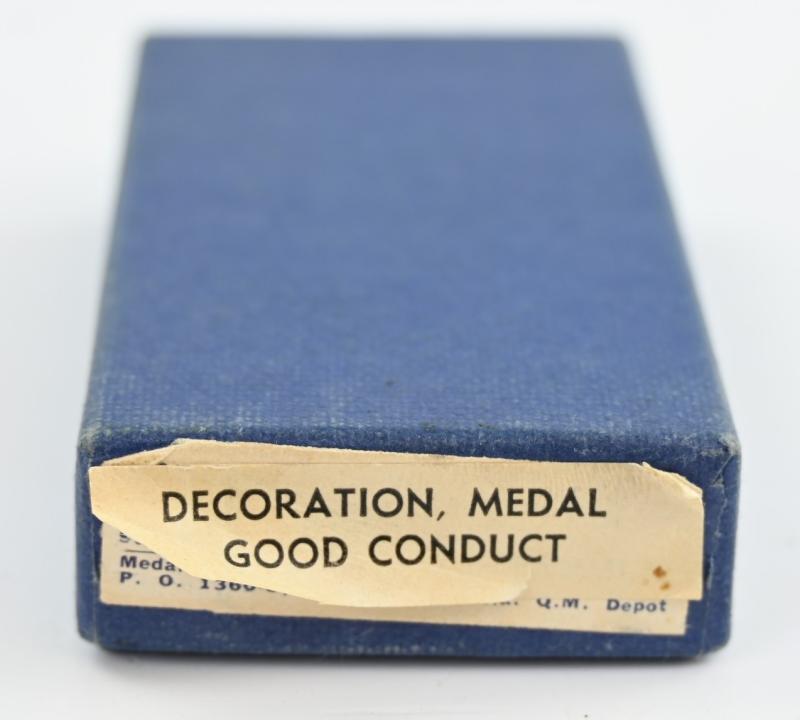 DECORATION, MEDAL
GOOD CONDUCT
P. O. Q.M. Depot